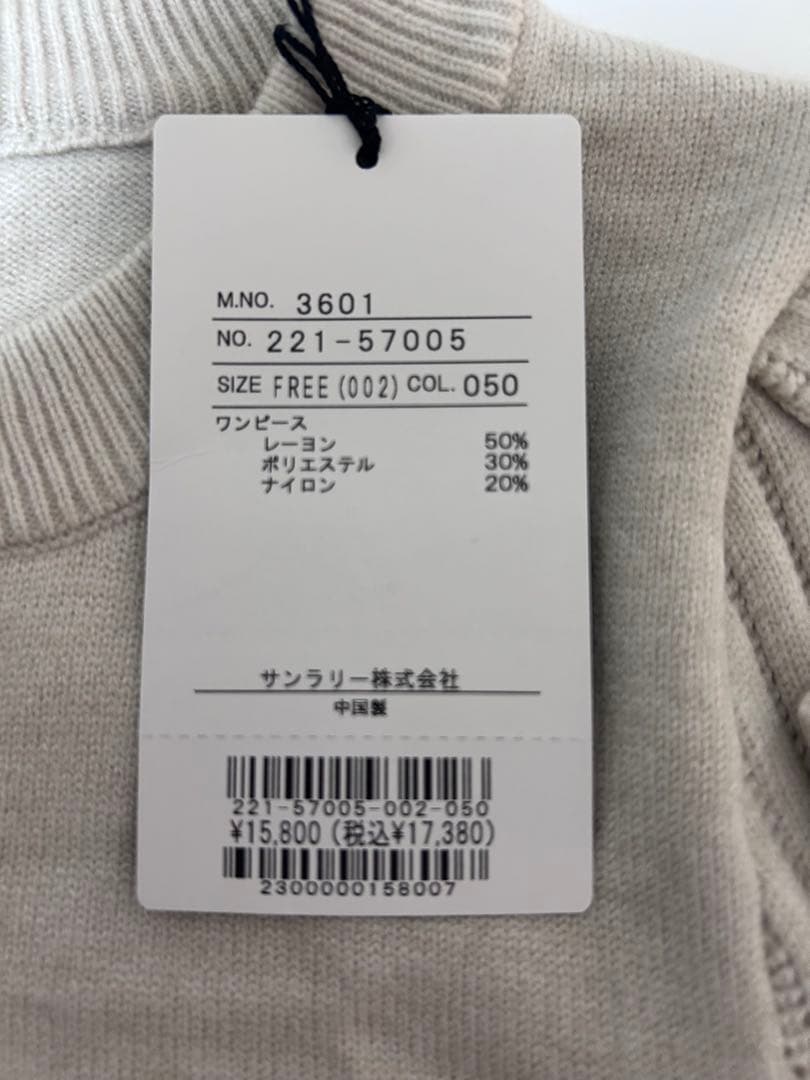 M.NO. 3601
NO. 221-57005
SIZE FREE(002) COL. 050
ワンピース
レーヨン 50%
ポリエステル 30%
ナイロン 20%
サンラリー株式会社
中国製
221-57005-002-050
¥15,800(税込¥17,380)
2300000158007